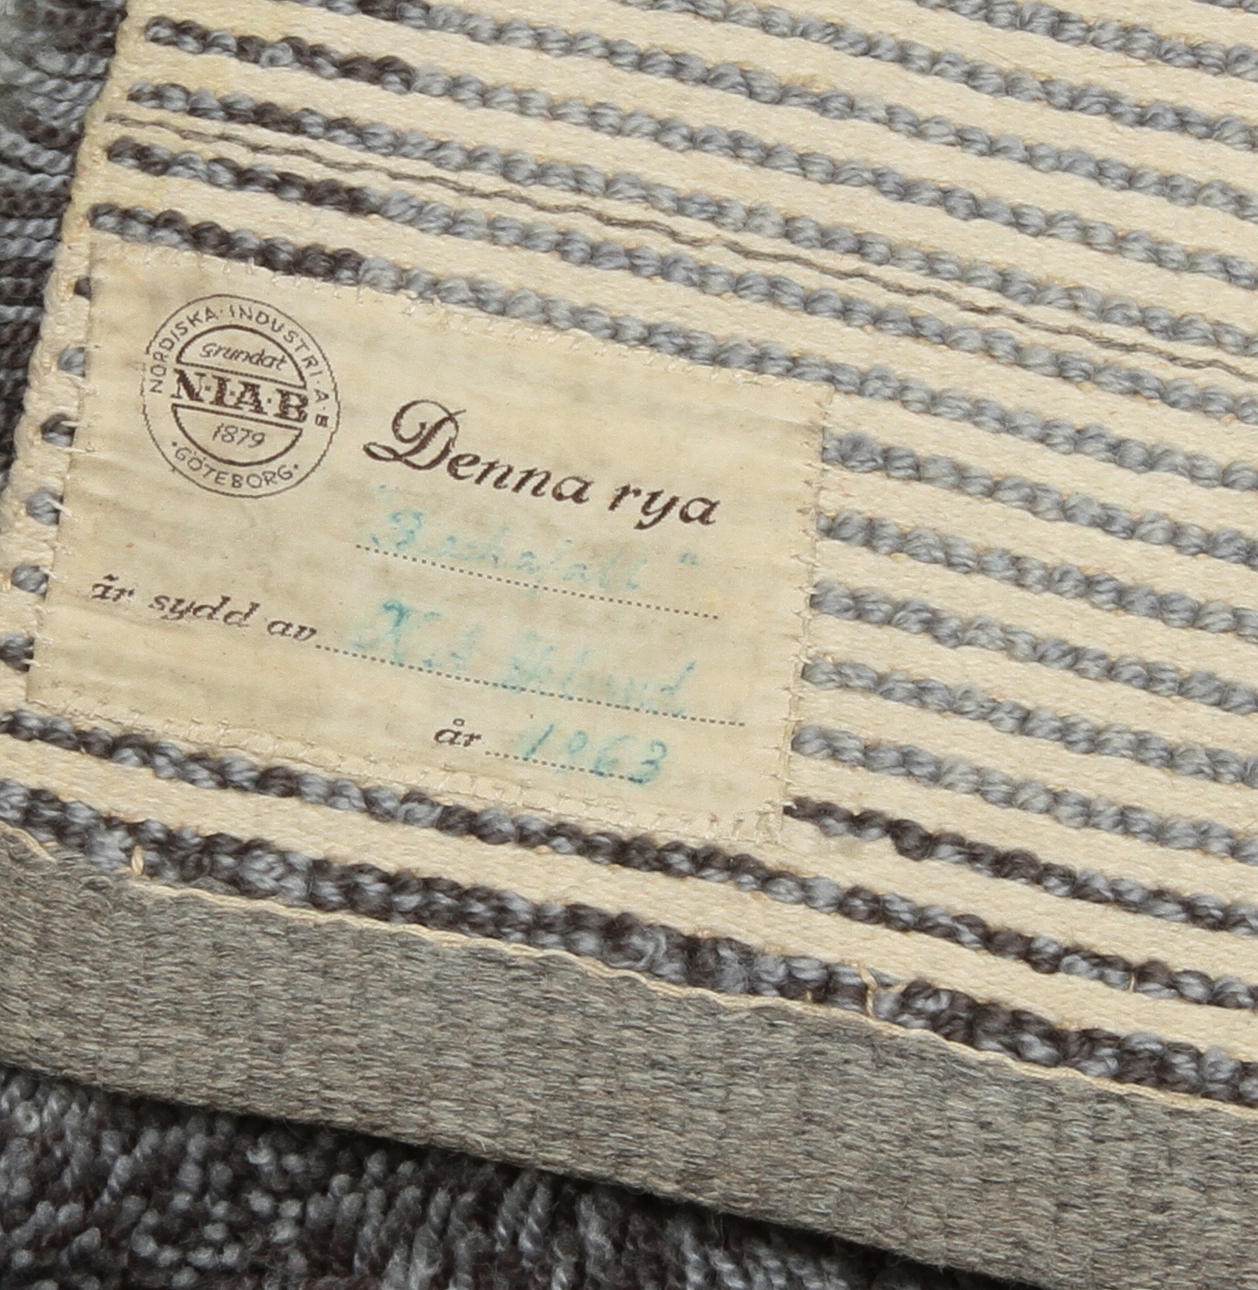 NORDISKA·INDUSTRI·A·B
grundat
N·I·A·B
1879
·GÖTEBORG·
Denna rya
är sydd av
år 1963